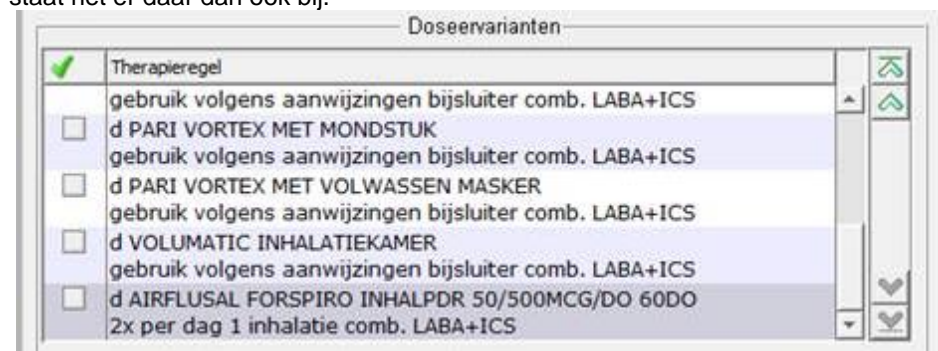 staat het er daar dan ook bij.
Doseervarianten
Therapieregel
gebruik volgens aanwijzingen bijsluiter comb. LABA+ICS
d PARI VORTEX MET MONDSTUK
gebruik volgens aanwijzingen bijsluiter comb. LABA+ICS
d PARI VORTEX MET VOLWASSEN MASKER
gebruik volgens aanwijzingen bijsluiter comb. LABA+ICS
d VOLUMATIC INHALATIEKAMER
gebruik volgens aanwijzingen bijsluiter comb. LABA+ICS
d AIRFLUSAL FORSPIRO INHALPDR 50/500MCG/DO 60DO
2x per dag 1 inhalatie comb. LABA+ICS